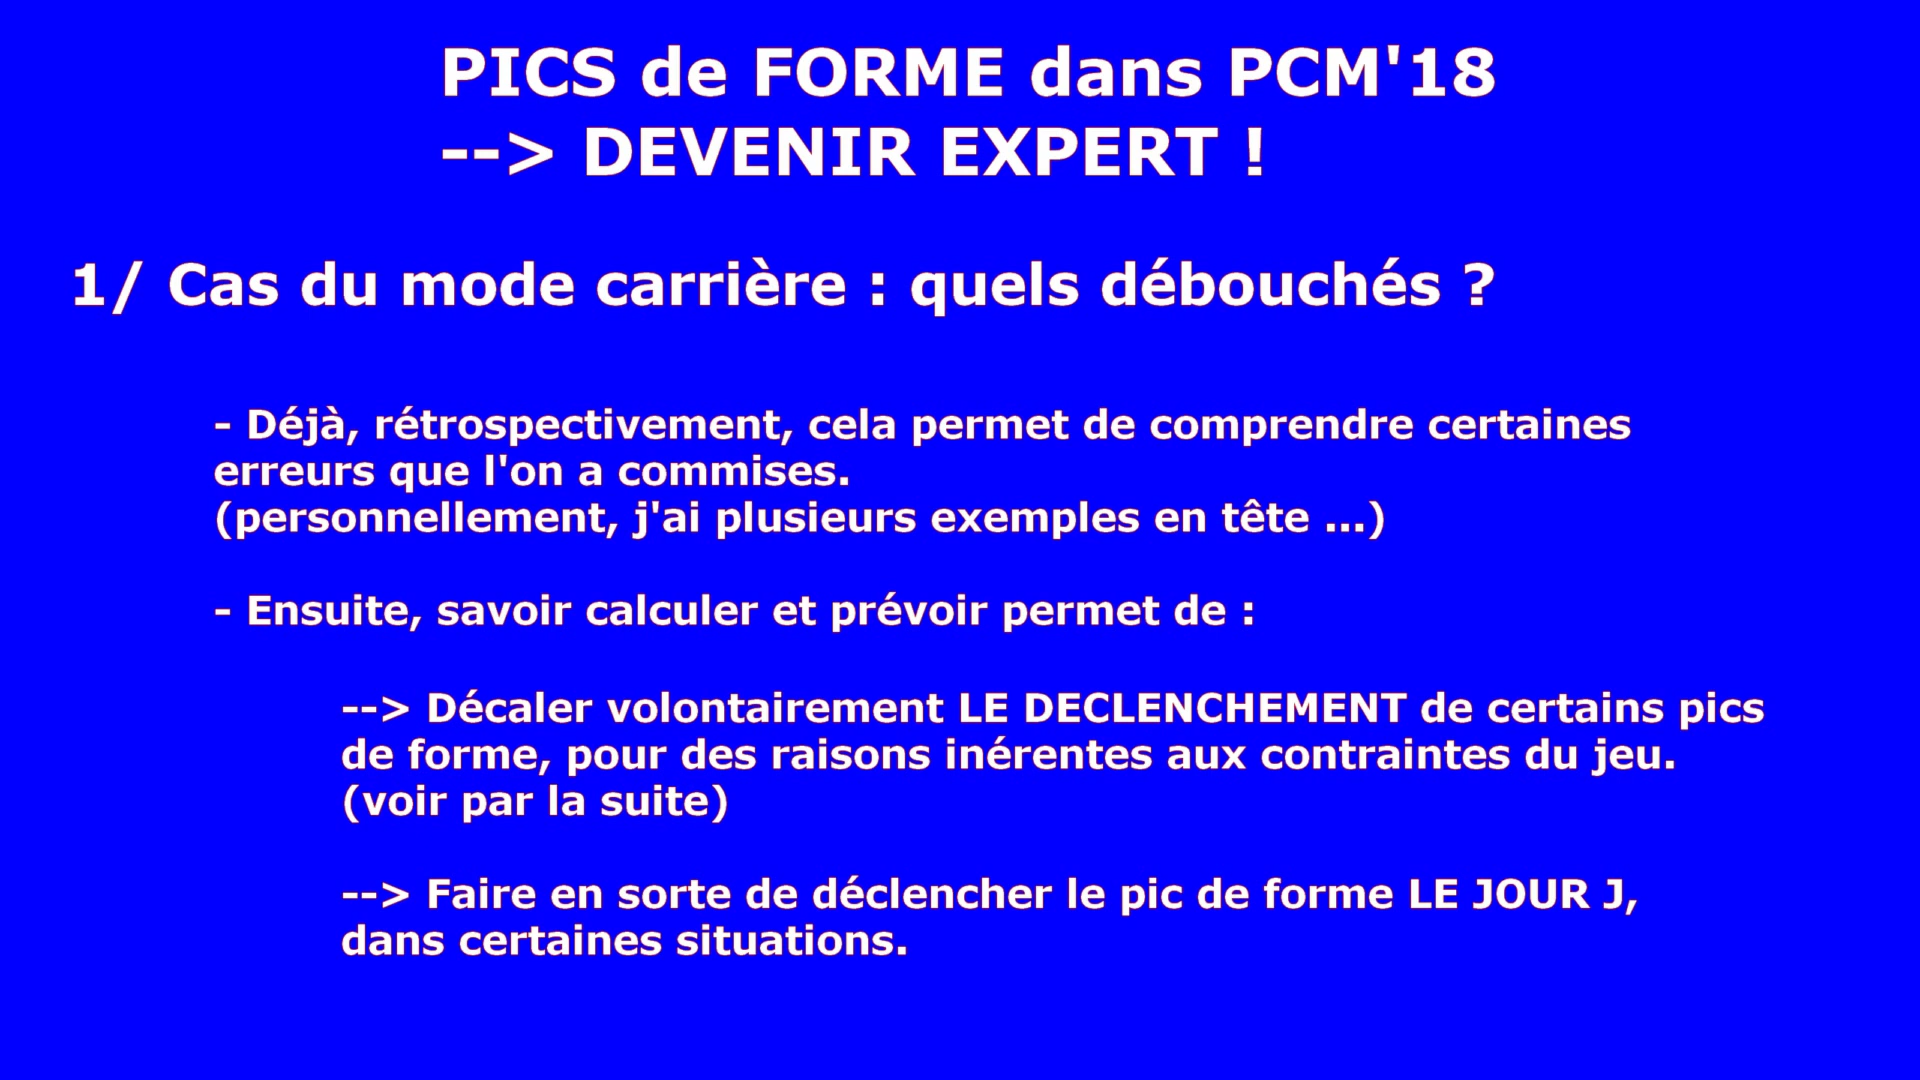 PICS de FORME dans PCM'18
--> DEVENIR EXPERT !
1/ Cas du mode carrière : quels débouchés ?
- Déjà, rétrospectivement, cela permet de comprendre certaines
erreurs que l'on a commises.
(personnellement, j'ai plusieurs exemples en tête ...)
- Ensuite, savoir calculer et prévoir permet de :
--> Décaler volontairement LE DECLENCHEMENT de certains pics
de forme, pour des raisons inérentes aux contraintes du jeu.
(voir par la suite)
--> Faire en sorte de déclencher le pic de forme LE JOUR J,
dans certaines situations.